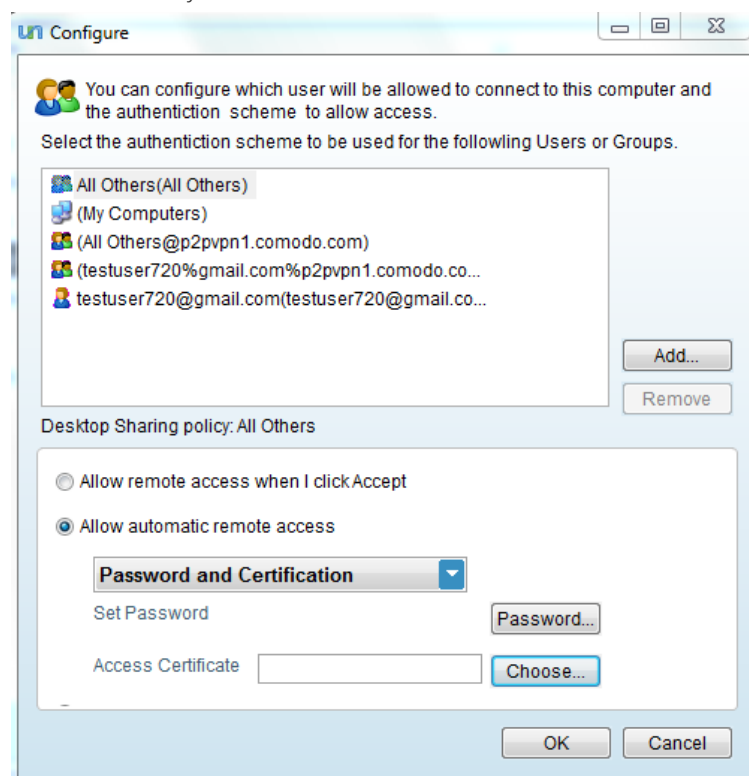 un Configure
You can configure which user will be allowed to connect to this computer and
the authentiction scheme to allow access.
Select the authentiction scheme to be used for the followling Users or Groups.
All Others(All Others)
(My Computers)
(All Others@p2pvpn1.comodo.com)
(testuser720%gmail.com%p2pvpn1.comodo.co...
testuser720@gmail.com(testuser720@gmail.co...
Add...
Remove
Desktop Sharing policy: All Others
Allow remote access when I click Accept
Allow automatic remote access
Password and Certification
Set Password
Password...
Access Certificate
Choose...
OK
Cancel